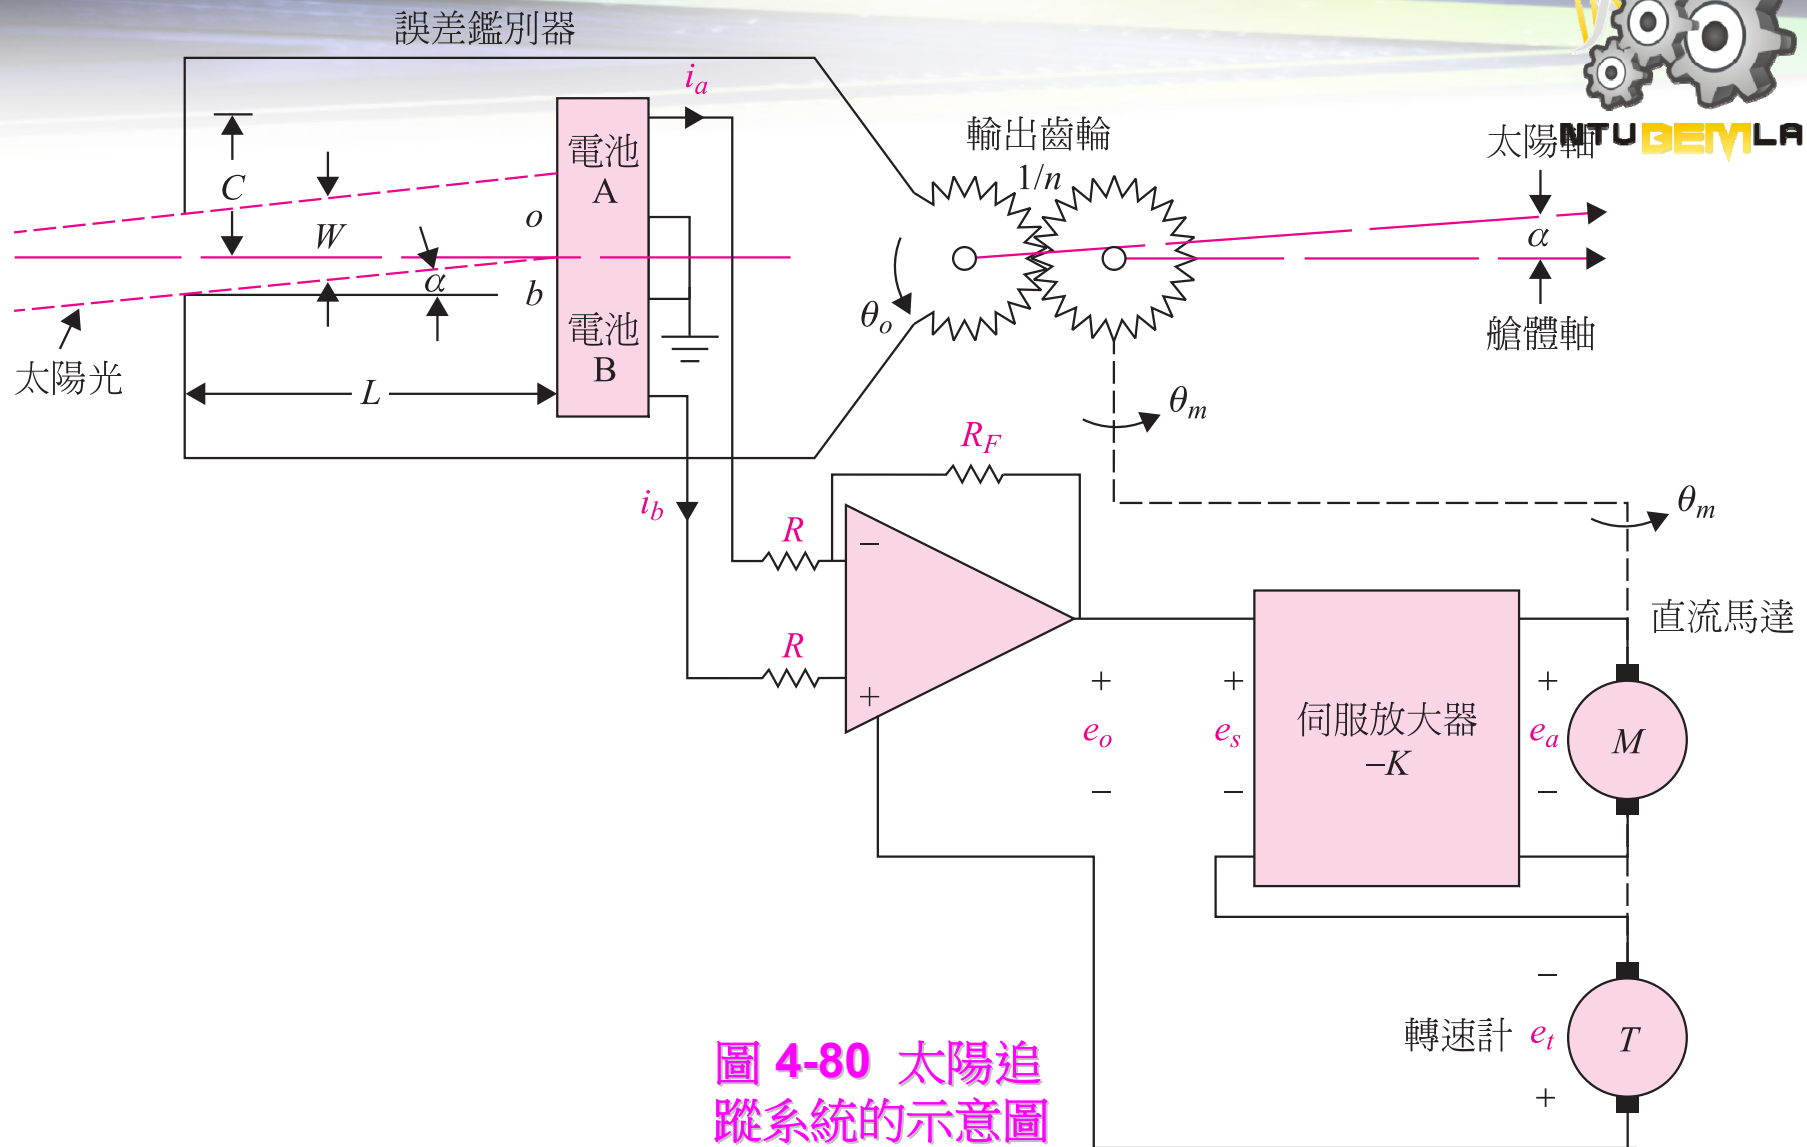 誤差鑑別器
NTUBEMLA
i_a
輸出齒輪
1/n
太陽軸
電池
A
C
o
W
α
α
b
θ_o
電池
B
艙體軸
太陽光
L
θ_m
R_F
i_b
R
θ_m
−
直流馬達
R
+
+
+
+
伺服放大器
−K
e_o
e_s
e_a
M
−
−
−
−
轉速計
e_t
T
+
圖 4-80 太陽追
蹤系統的示意圖